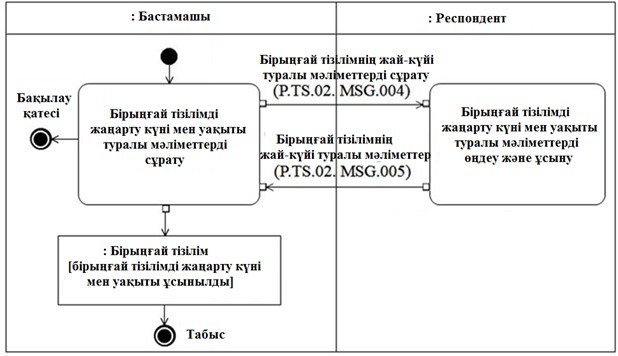 : Бастамашы
: Респондент
Бірыңғай тізілімнің жай-күйі
туралы мәліметтерді сұрату
(P.TS.02. MSG.004)
Бақылау
қатесі
Бірыңғай тізілімді
жаңарту күні мен уақыты
туралы мәліметтерді
сұрату
Бірыңғай тізілімді
жаңарту күні мен уақыты
туралы мәліметтерді
өңдеу және ұсыну
Бірыңғай тізілімнің
жай-күйі туралы мәліметтер
(P.TS.02. MSG.005)
: Бірыңғай тізілім
[бірыңғай тізілімді жаңарту күні
мен уақыты ұсынылды]
Табыс